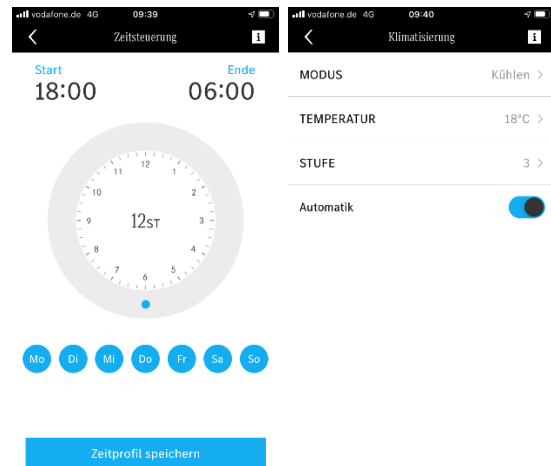 vodafone.de 4G 09:39
Zeitsteuerung i
Start Ende
18:00 06:00
12
11 1
10 2
9 12ST 3
8 4
7 5
6
Mo Di Mi Do Fr Sa So
Zeitprofil speichern
vodafone.de 4G 09:40
Klimatisierung i
MODUS Kühlen >
TEMPERATUR 18°C >
STUFE 3 >
Automatik